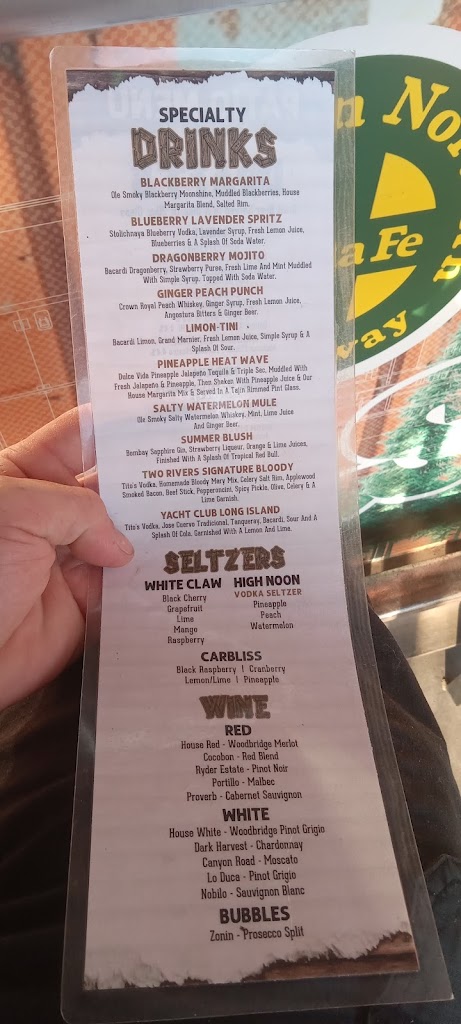 SPECIALTY
DRINKS
BLACKBERRY MARGARITA
Ole Smoky Blackberry Moonshine, Muddled Blackberries, House
Margarita Blend, Salted Rim.
BLUEBERRY LAVENDER SPRITZ
Stolichnaya Blueberry Vodka, Lavender Syrup, Fresh Lemon Juice,
Blueberries & A Splash Of Soda Water.
DRAGONBERRY MOJITO
Bacardi Dragonberry, Strawberry Puree, Fresh Lime And Mint Muddled
With Simple Syrup. Topped With Soda Water.
GINGER PEACH PUNCH
Crown Royal Peach Whiskey, Ginger Syrup, Fresh Lemon Juice,
Angostura Bitters & Ginger Beer.
LIMON-TINI
Bacardi Limon, Grand Marnier, Fresh Lemon Juice, Simple Syrup & A
Splash Of Sour.
PINEAPPLE HEAT WAVE
Dulce Vida Pineapple Jalapeño Tequila & Triple Sec, Muddled With
Fresh Jalapeño & Pineapple, Then Shaken With Pineapple Juice & Our
House Margarita Mix & Served In A Tajin Rimmed Pint Glass.
SALTY WATERMELON MULE
Ole Smoky Salty Watermelon Whiskey, Mint, Lime Juice
And Ginger Beer.
SUMMER BLUSH
Bombay Sapphire Gin, Strawberry Liqueur, Orange & Lime Juices,
Finished With A Splash Of Tropical Red Bull.
TWO RIVERS SIGNATURE BLOODY
Tito's Vodka, Homemade Bloody Mary Mix, Celery Salt Rim, Applewood
Smoked Bacon, Beef Stick, Pepperoncini, Spicy Pickle, Olive, Celery & A
Lime Garnish.
YACHT CLUB LONG ISLAND
Tito's Vodka, Jose Cuervo Tradicional, Tanqueray, Bacardi, Sour And A
Splash Of Cola. Garnished With A Lemon And Lime.
SELTZERS
WHITE CLAW
Black Cherry
Grapefruit
Lime
Mango
Raspberry
HIGH NOON
VODKA SELTZER
Pineapple
Peach
Watermelon
CARBLISS
Black Raspberry | Cranberry
Lemon/Lime | Pineapple
WINE
RED
House Red - Woodbridge Merlot
Cocobon - Red Blend
Ryder Estate - Pinot Noir
Portillo - Malbec
Proverb - Cabernet Sauvignon
WHITE
House White - Woodbridge Pinot Grigio
Dark Harvest - Chardonnay
Canyon Road - Moscato
Lo Duca - Pinot Grigio
Nobilo - Sauvignon Blanc
BUBBLES
Zonin - Prosecco Split
n Nor
a Fe
way